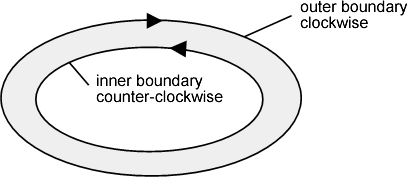 outer boundary
clockwise
inner boundary
counter-clockwise